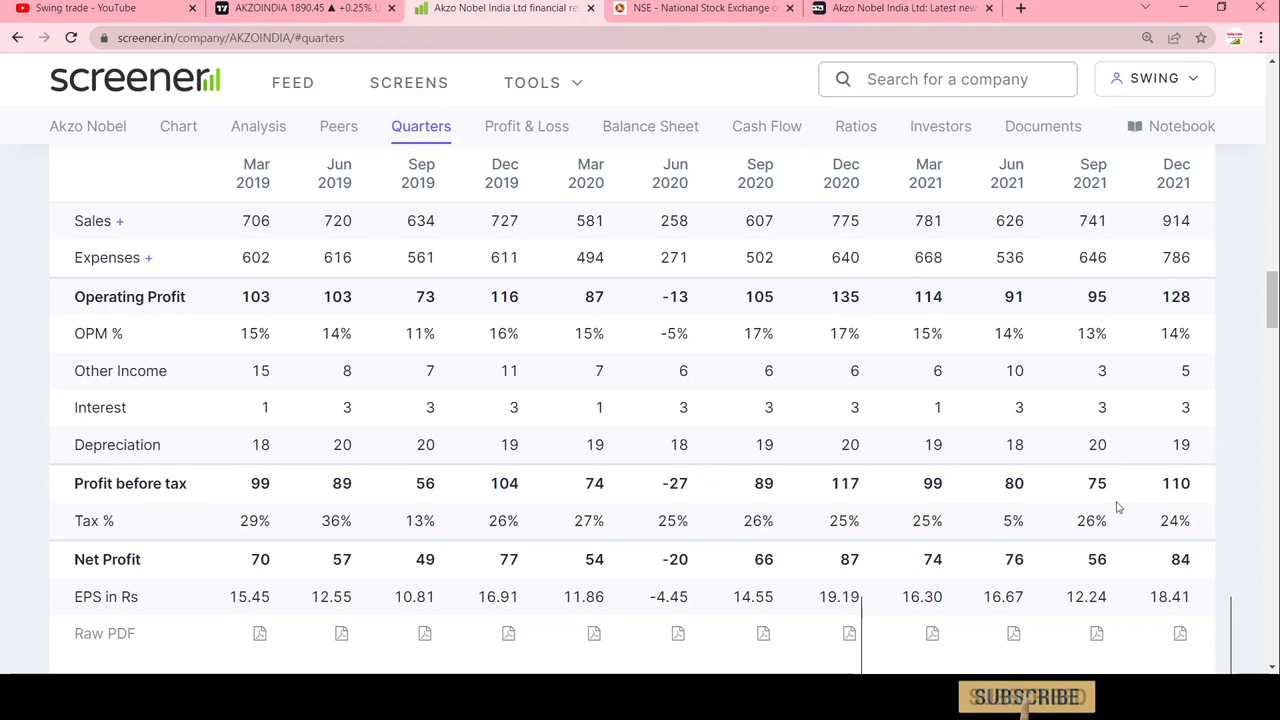 Swing trade - YouTube
AKZOINDIA 1890.45 ▲ +0.25% U
Akzo Nobel India Ltd financial re
NSE - National Stock Exchange o
Akzo Nobel India Ltd: Latest new
screener.in/company/AKZOINDIA/#quarters
screener
FEED
SCREENS
TOOLS
Search for a company
SWING
Akzo Nobel Chart Analysis Peers Quarters Profit & Loss Balance Sheet Cash Flow Ratios Investors Documents Notebook
Mar Jun Sep Dec Mar Jun Sep Dec Mar Jun Sep Dec
2019 2019 2019 2019 2020 2020 2020 2020 2021 2021 2021 2021
Sales + 706 720 634 727 581 258 607 775 781 626 741 914
Expenses + 602 616 561 611 494 271 502 640 668 536 646 786
Operating Profit 103 103 73 116 87 -13 105 135 114 91 95 128
OPM % 15% 14% 11% 16% 15% -5% 17% 17% 15% 14% 13% 14%
Other Income 15 8 7 11 7 6 6 6 6 10 3 5
Interest 1 3 3 3 1 3 3 3 1 3 3 3
Depreciation 18 20 20 19 19 18 19 20 19 18 20 19
Profit before tax 99 89 56 104 74 -27 89 117 99 80 75 110
Tax % 29% 36% 13% 26% 27% 25% 26% 25% 25% 5% 26% 24%
Net Profit 70 57 49 77 54 -20 66 87 74 76 56 84
EPS in Rs 15.45 12.55 10.81 16.91 11.86 -4.45 14.55 19.19 16.30 16.67 12.24 18.41
Raw PDF
SUBSCRIBE